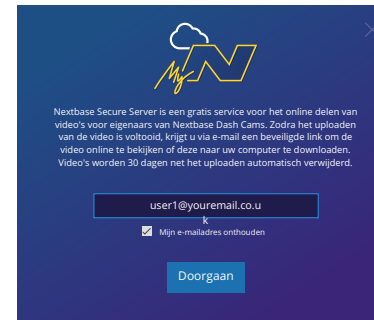 My N
Nextbase Secure Server is een gratis service voor het online delen van
video's voor eigenaars van Nextbase Dash Cams. Zodra het uploaden
van de video is voltooid, krijgt u via e-mail een beveiligde link om de
video online te bekijken of deze naar uw computer te downloaden.
Video's worden 30 dagen net het uploaden automatisch verwijderd.
user1@youremail.co.u
k
Mijn e-mailadres onthouden
Doorgaan